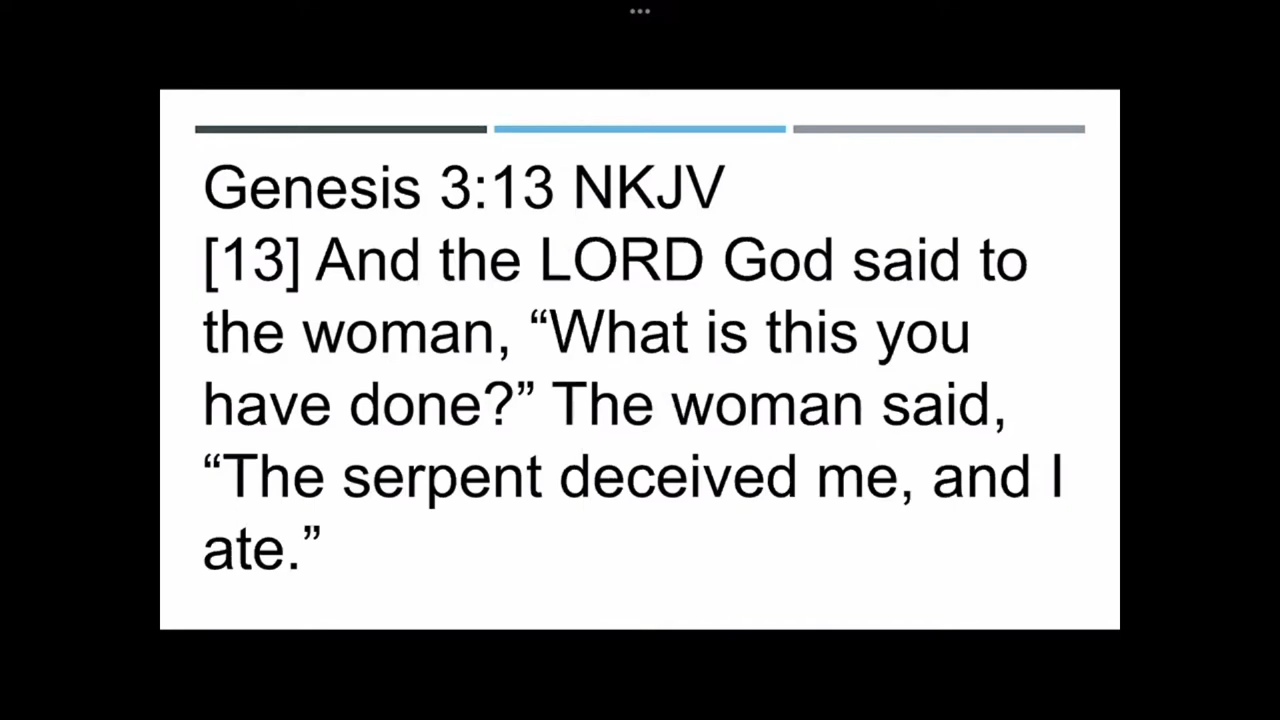 Genesis 3:13 NKJV
[13] And the LORD God said to
the woman, “What is this you
have done?” The woman said,
“The serpent deceived me, and I
ate.”